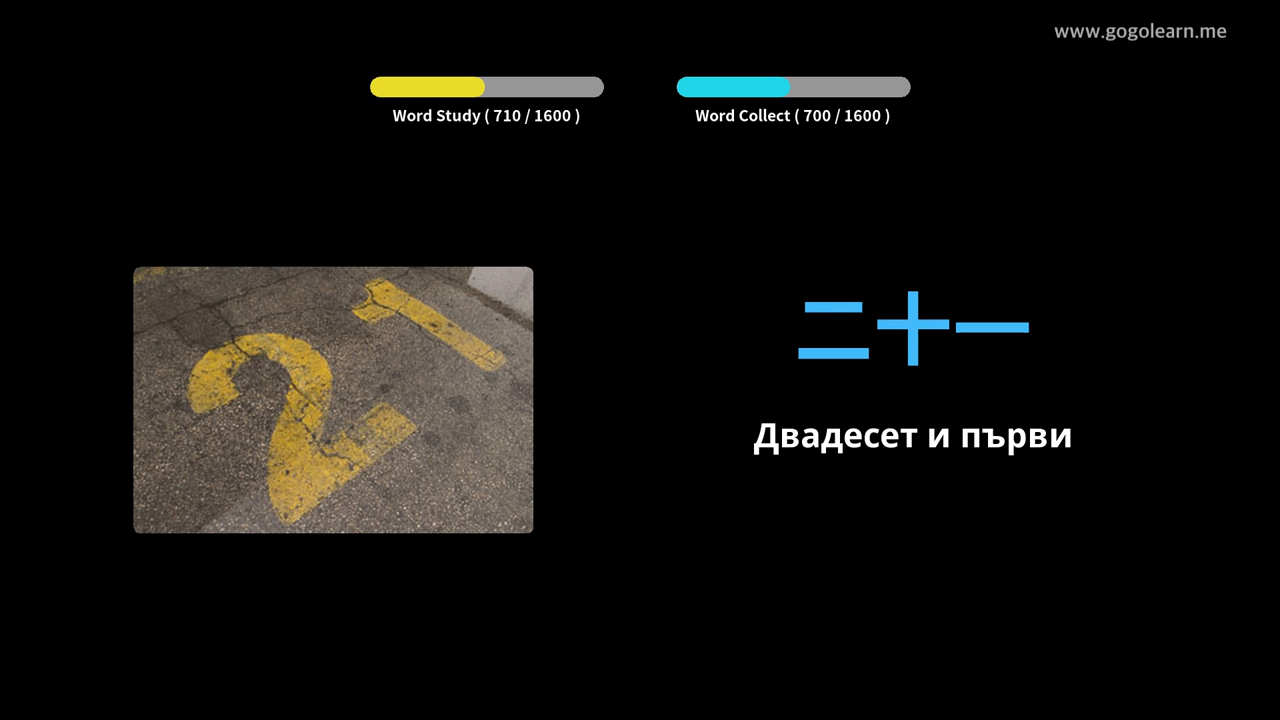 www.gogolearn.me
Word Study ( 710 / 1600 )
Word Collect ( 700 / 1600 )
21
二十一
Двадесет и първи